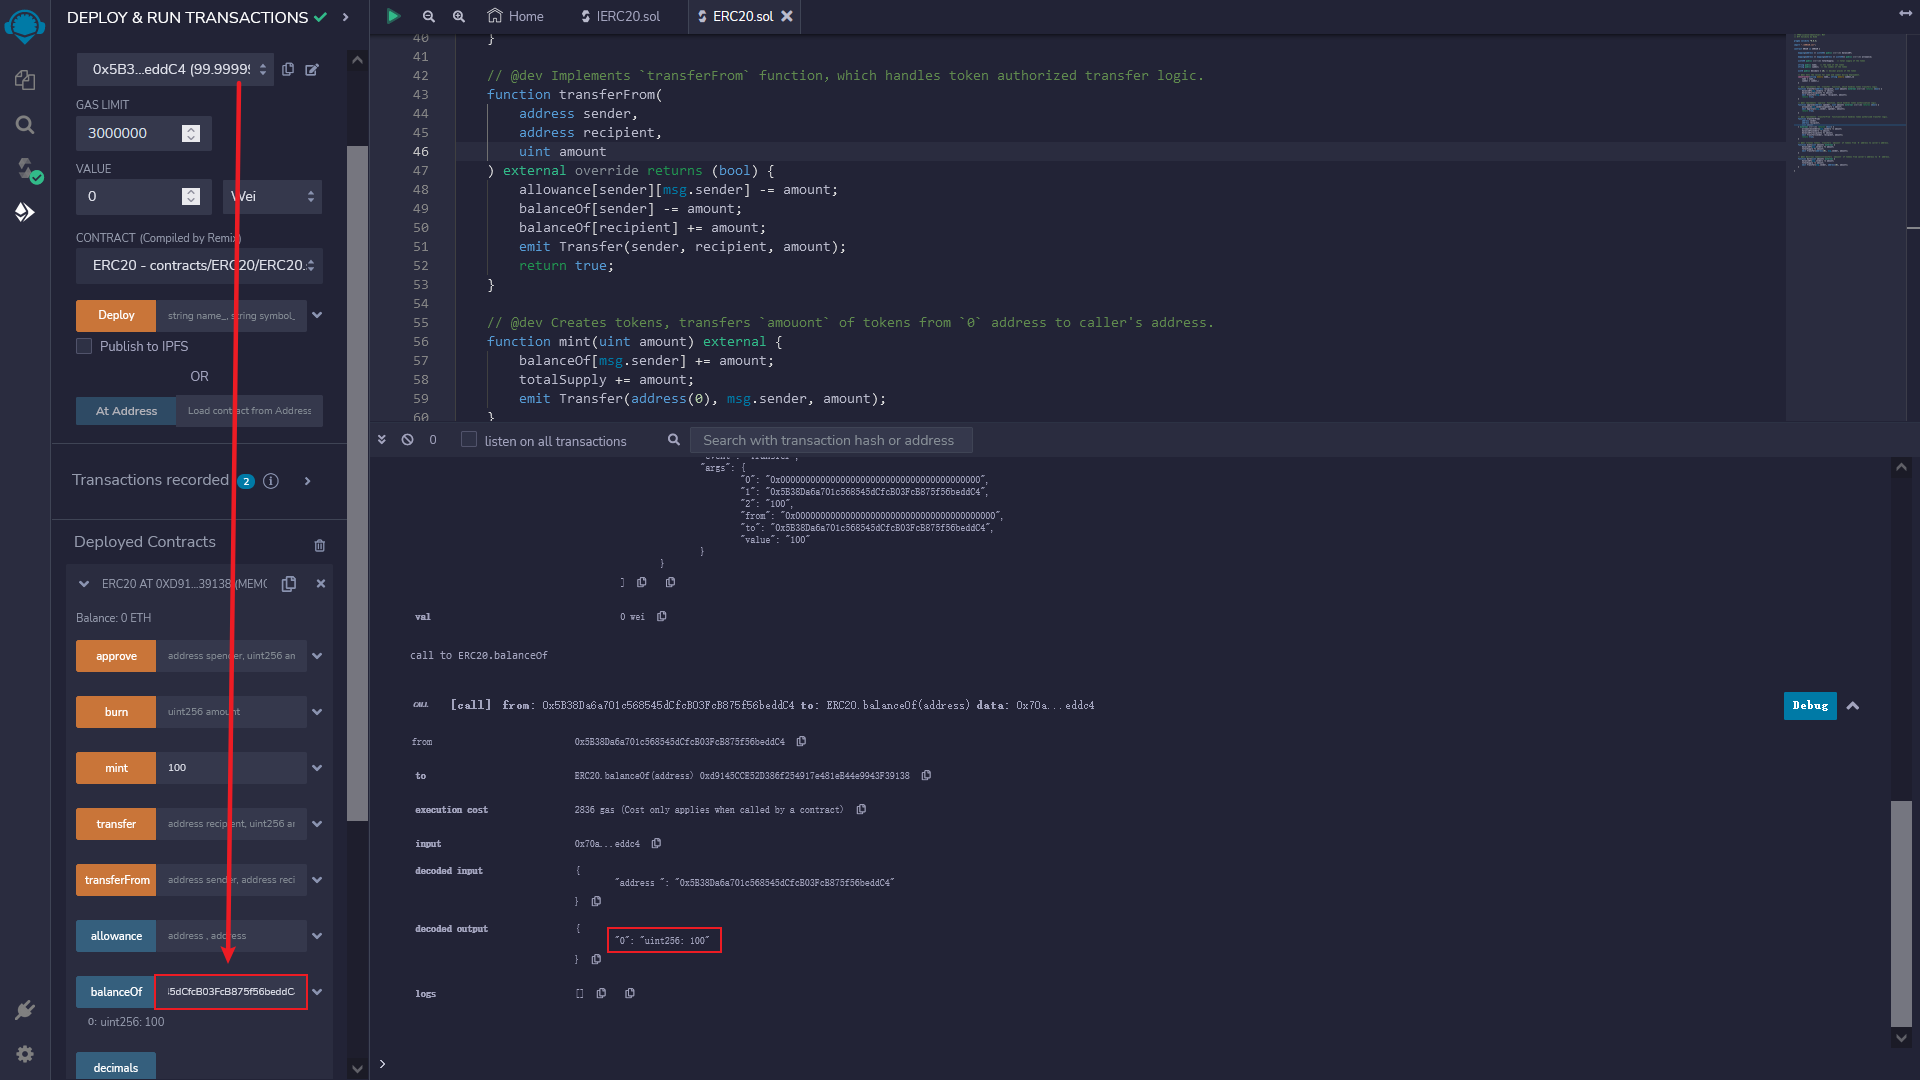 DEPLOY & RUN TRANSACTIONS
0x5B3...eddC4 (99.99999
GAS LIMIT
3000000
VALUE
0
Wei
CONTRACT (Compiled by Remix)
ERC20 - contracts/ERC20/ERC20.
Deploy
string name_, string symbol_
Publish to IPFS
OR
At Address
Load contract from Address
Transactions recorded 2 i
Deployed Contracts
ERC20 AT 0XD91...39138 (MEMO
Balance: 0 ETH
approve
address spender, uint256 am
burn
uint256 amount
mint
100
transfer
address recipient, uint256 ar
transferFrom
address sender, address reci
allowance
address , address
balanceOf
45dCfcB03FcB875f56beddC
0: uint256: 100
decimals
Home
IERC20.sol
ERC20.sol
40 }
41
42 // @dev Implements `transferFrom` function, which handles token authorized transfer logic.
43 function transferFrom(
44 address sender,
45 address recipient,
46 uint amount
47 ) external override returns (bool) {
48 allowance[sender][msg.sender] -= amount;
49 balanceOf[sender] -= amount;
50 balanceOf[recipient] += amount;
51 emit Transfer(sender, recipient, amount);
52 return true;
53 }
54
55 // @dev Creates tokens, transfers `amouont` of tokens from `0` address to caller's address.
56 function mint(uint amount) external {
57 balanceOf[msg.sender] += amount;
58 totalSupply += amount;
59 emit Transfer(address(0), msg.sender, amount);
60 }
0
listen on all transactions
Search with transaction hash or address
"event": "Transfer",
"args": {
"0": "0x0000000000000000000000000000000000000000",
"1": "0x5B38Da6a701c568545dCfcB03FcB875f56beddC4",
"2": "100",
"from": "0x0000000000000000000000000000000000000000",
"to": "0x5B38Da6a701c568545dCfcB03FcB875f56beddC4",
"value": "100"
}
}
]
val 0 wei
call to ERC20.balanceOf
CALL [call] from: 0x5B38Da6a701c568545dCfcB03FcB875f56beddC4 to: ERC20.balanceOf(address) data: 0x70a...eddc4
Debug
from 0x5B38Da6a701c568545dCfcB03FcB875f56beddC4
to ERC20.balanceOf(address) 0xd9145CCE52D386f254917e481eB44e9943F39138
execution cost 2836 gas (Cost only applies when called by a contract)
input 0x70a...eddc4
decoded input {
"address ": "0x5B38Da6a701c568545dCfcB03FcB875f56beddC4"
}
decoded output {
"0": "uint256: 100"
}
logs []
>